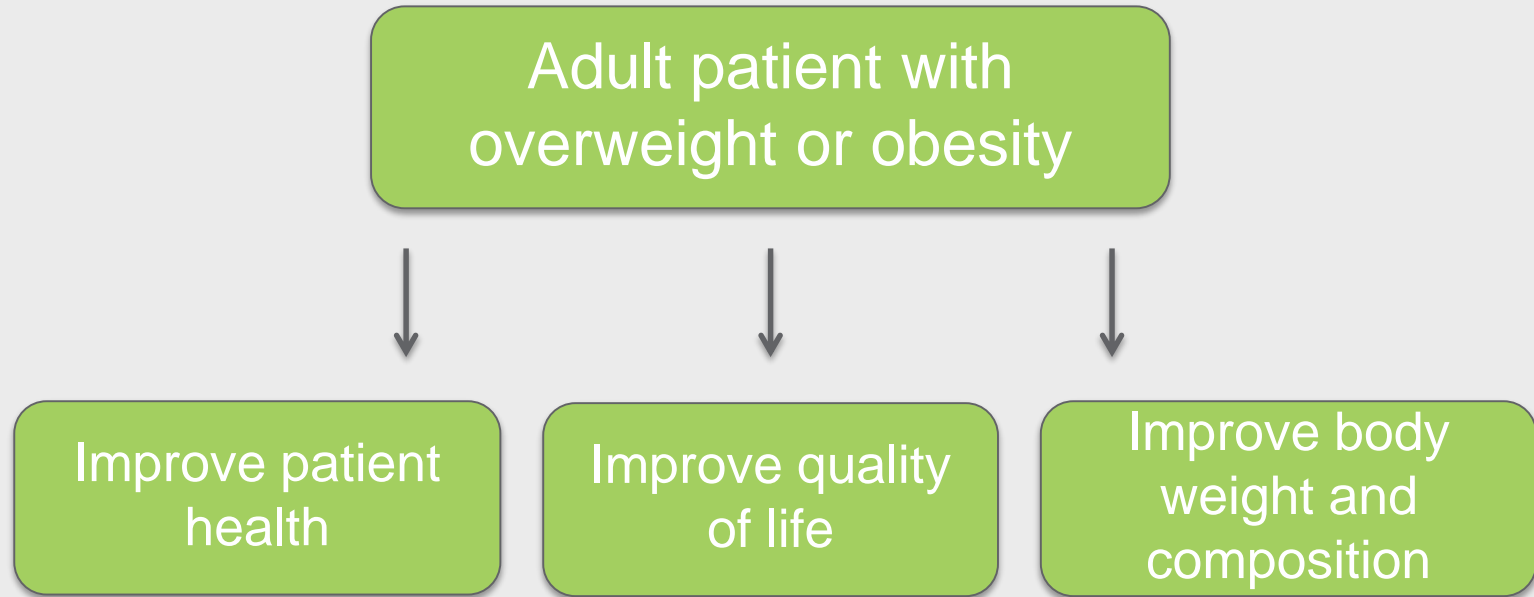 Adult patient with
overweight or obesity
Improve patient
health
Improve quality
of life
Improve body
weight and
composition